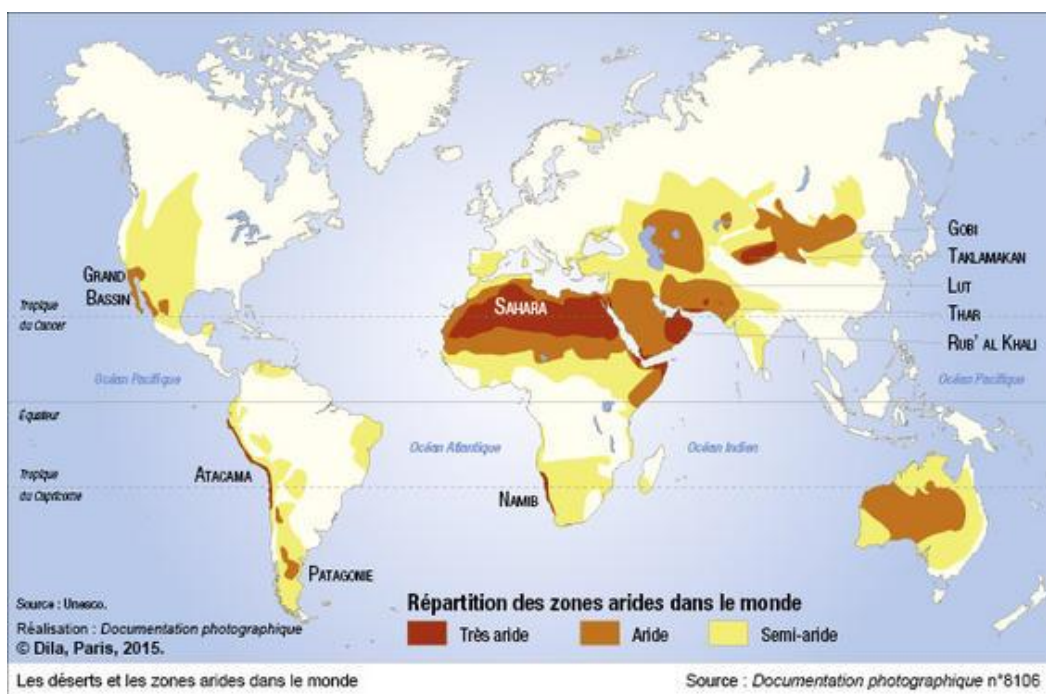 GRAND
BASSIN
Tropique
du Cancer
Océan Pacifique
Équateur
Tropique
du Capricorne
ATACAMA
PATAGONIE
SAHARA
Océan Atlantique
NAMIB
Océan Indien
GOBI
TAKLAMAKAN
LUT
THAR
RUB' AL KHALI
Océan Pacifique
Source : Unesco.
Réalisation : Documentation photographique
© Dila, Paris, 2015.
Répartition des zones arides dans le monde
Très aride
Aride
Semi-aride
Les déserts et les zones arides dans le monde
Source : Documentation photographique n°8106